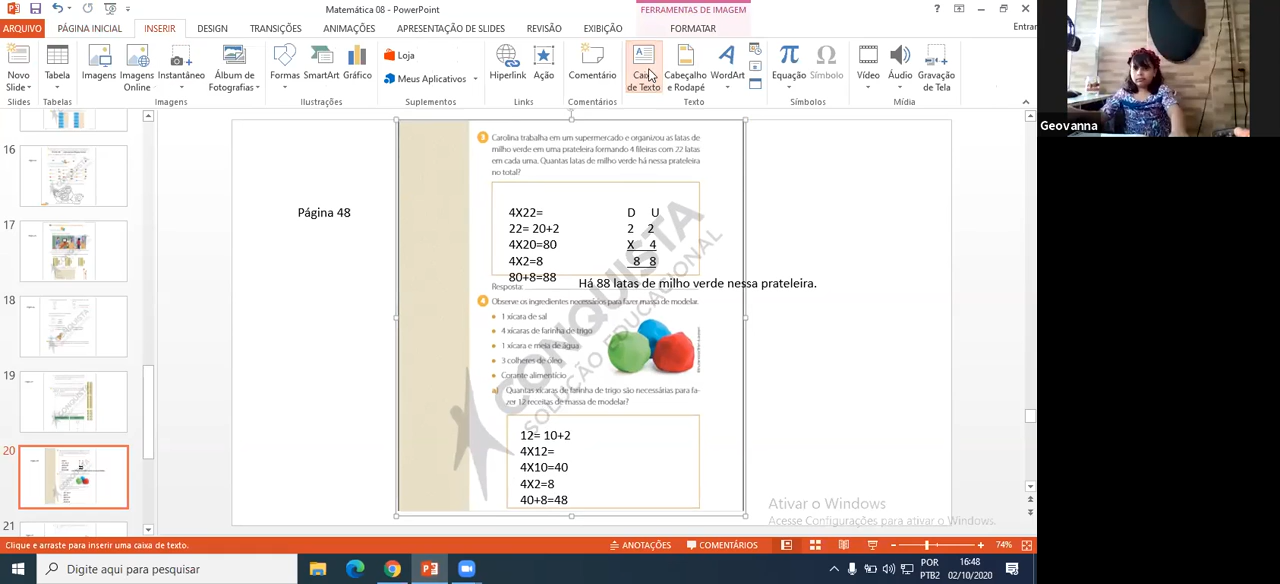 Matemática 08 - PowerPoint
FERRAMENTAS DE IMAGEM
ARQUIVO PÁGINA INICIAL INSERIR DESIGN TRANSIÇÕES ANIMAÇÕES APRESENTAÇÃO DE SLIDES REVISÃO EXIBIÇÃO FORMATAR Entrar
Novo Slide
Tabela
Imagens
Imagens Online
Instantâneo
Álbum de Fotografias
Formas
SmartArt
Gráfico
Loja
Meus Aplicativos
Hiperlink
Ação
Comentário
Caixa de Texto
Cabeçalho e Rodapé
WordArt
Equação
Símbolo
Vídeo
Áudio
Gravação de Tela
Slides Tabelas Imagens Ilustrações Suplementos Links Comentários Texto Símbolos Mídia
Geovanna
16
17
18
19
20
21
Página 48
3 Carolina trabalha em um supermercado e organizou as latas de
milho verde em uma prateleira formando 4 fileiras com 22 latas
em cada uma. Quantas latas de milho verde há nessa prateleira
no total?
4X22= D U
22= 20+2 2 2
4X20=80 X 4
4X2=8 8 8
80+8=88
Resposta: Há 88 latas de milho verde nessa prateleira.
4 Observe os ingredientes necessários para fazer massa de modelar.
• 1 xícara de sal
• 4 xícaras de farinha de trigo
• 1 xícara e meia de água
• 3 colheres de óleo
• Corante alimentício
a) Quantas xícaras de farinha de trigo são necessárias para fa-
zer 12 receitas de massa de modelar?
12= 10+2
4X12=
4X10=40
4X2=8
40+8=48
CONQUISTA
SOLUÇÃO EDUCACIONAL
Ativar o Windows
Acesse Configurações para ativar o Windows.
Clique e arraste para inserir uma caixa de texto.
ANOTAÇÕES COMENTÁRIOS 74%
Digite aqui para pesquisar
POR
PTB2
16:48
02/10/2020